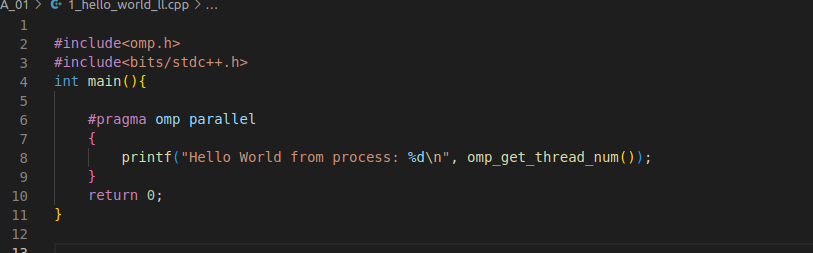 A_01 > 1_hello_world_ll.cpp > ...
1
2 #include<omp.h>
3 #include<bits/stdc++.h>
4 int main(){
5
6 #pragma omp parallel
7 {
8 printf("Hello World from process: %d\n", omp_get_thread_num());
9 }
10 return 0;
11 }
12
13